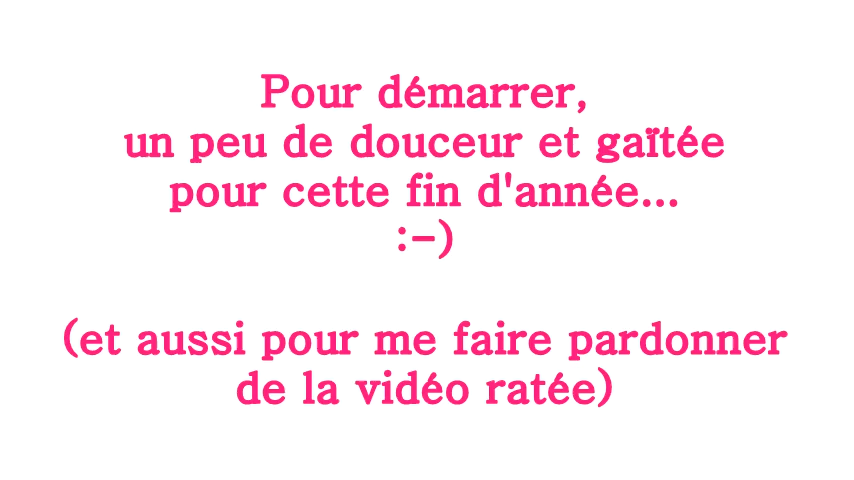 Pour démarrer,
un peu de douceur et gaïtée
pour cette fin d'année...
:-)
(et aussi pour me faire pardonner
de la vidéo ratée)